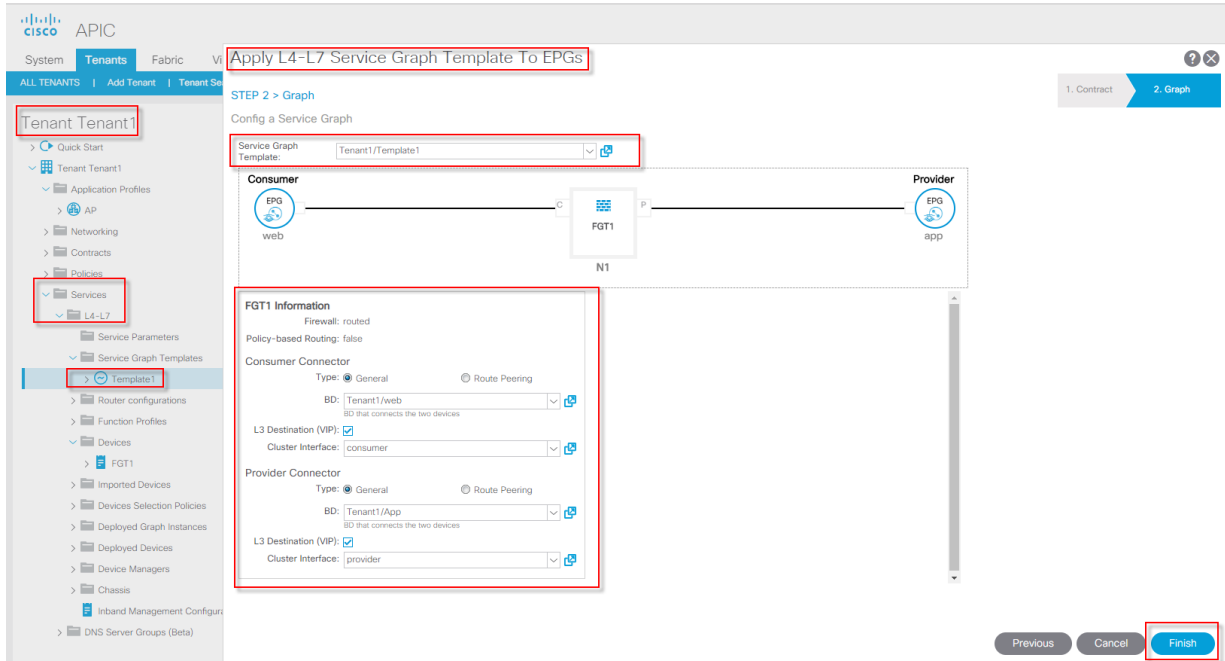 cisco APIC
System Tenants Fabric Vi
ALL TENANTS | Add Tenant | Tenant Se
Tenant Tenant1
Quick Start
Tenant Tenant1
Application Profiles
AP
Networking
Contracts
Policies
Services
L4-L7
Service Parameters
Service Graph Templates
Template1
Router configurations
Function Profiles
Devices
FGT1
Imported Devices
Devices Selection Policies
Deployed Graph Instances
Deployed Devices
Device Managers
Chassis
Inband Management Configura
DNS Server Groups (Beta)
Apply L4-L7 Service Graph Template To EPGs
STEP 2 > Graph
1. Contract
2. Graph
Config a Service Graph
Service Graph
Template:
Tenant1/Template1
Consumer
EPG
web
C
FGT1
P
N1
Provider
EPG
app
FGT1 Information
Firewall: routed
Policy-based Routing: false
Consumer Connector
Type: General Route Peering
BD: Tenant1/web
BD that connects the two devices
L3 Destination (VIP):
Cluster Interface: consumer
Provider Connector
Type: General Route Peering
BD: Tenant1/App
BD that connects the two devices
L3 Destination (VIP):
Cluster Interface: provider
Previous
Cancel
Finish